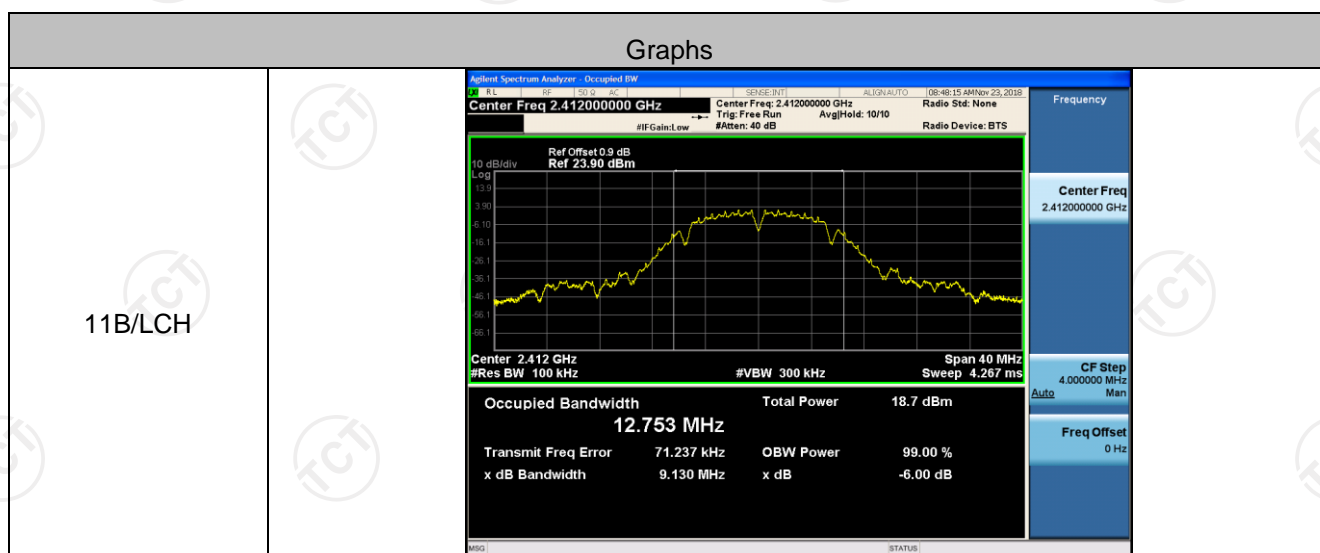 Graphs
11B/LCH
Agilent Spectrum Analyzer - Occupied BW
RL RF 50 Ω AC SENSE:INT ALIGNAUTO 08:48:15 AM Nov 23, 2018
Center Freq 2.412000000 GHz
Center Freq: 2.412000000 GHz
Radio Std: None
Trig: Free Run Avg|Hold: 10/10
#IFGain:Low
#Atten: 40 dB
Radio Device: BTS
Ref Offset 0.9 dB
10 dB/div Ref 23.90 dBm
Log
13.9
3.90
-6.10
-16.1
-26.1
-36.1
-46.1
-56.1
-66.1
Center 2.412 GHz
Span 40 MHz
#Res BW 100 kHz
#VBW 300 kHz
Sweep 4.267 ms
Occupied Bandwidth
12.753 MHz
Total Power 18.7 dBm
Transmit Freq Error 71.237 kHz
OBW Power 99.00 %
x dB Bandwidth 9.130 MHz
x dB -6.00 dB
MSG
STATUS
Frequency
Center Freq
2.412000000 GHz
CF Step
4.000000 MHz
Auto Man
Freq Offset
0 Hz
TCT
TCT
TCT
TCT
TCT